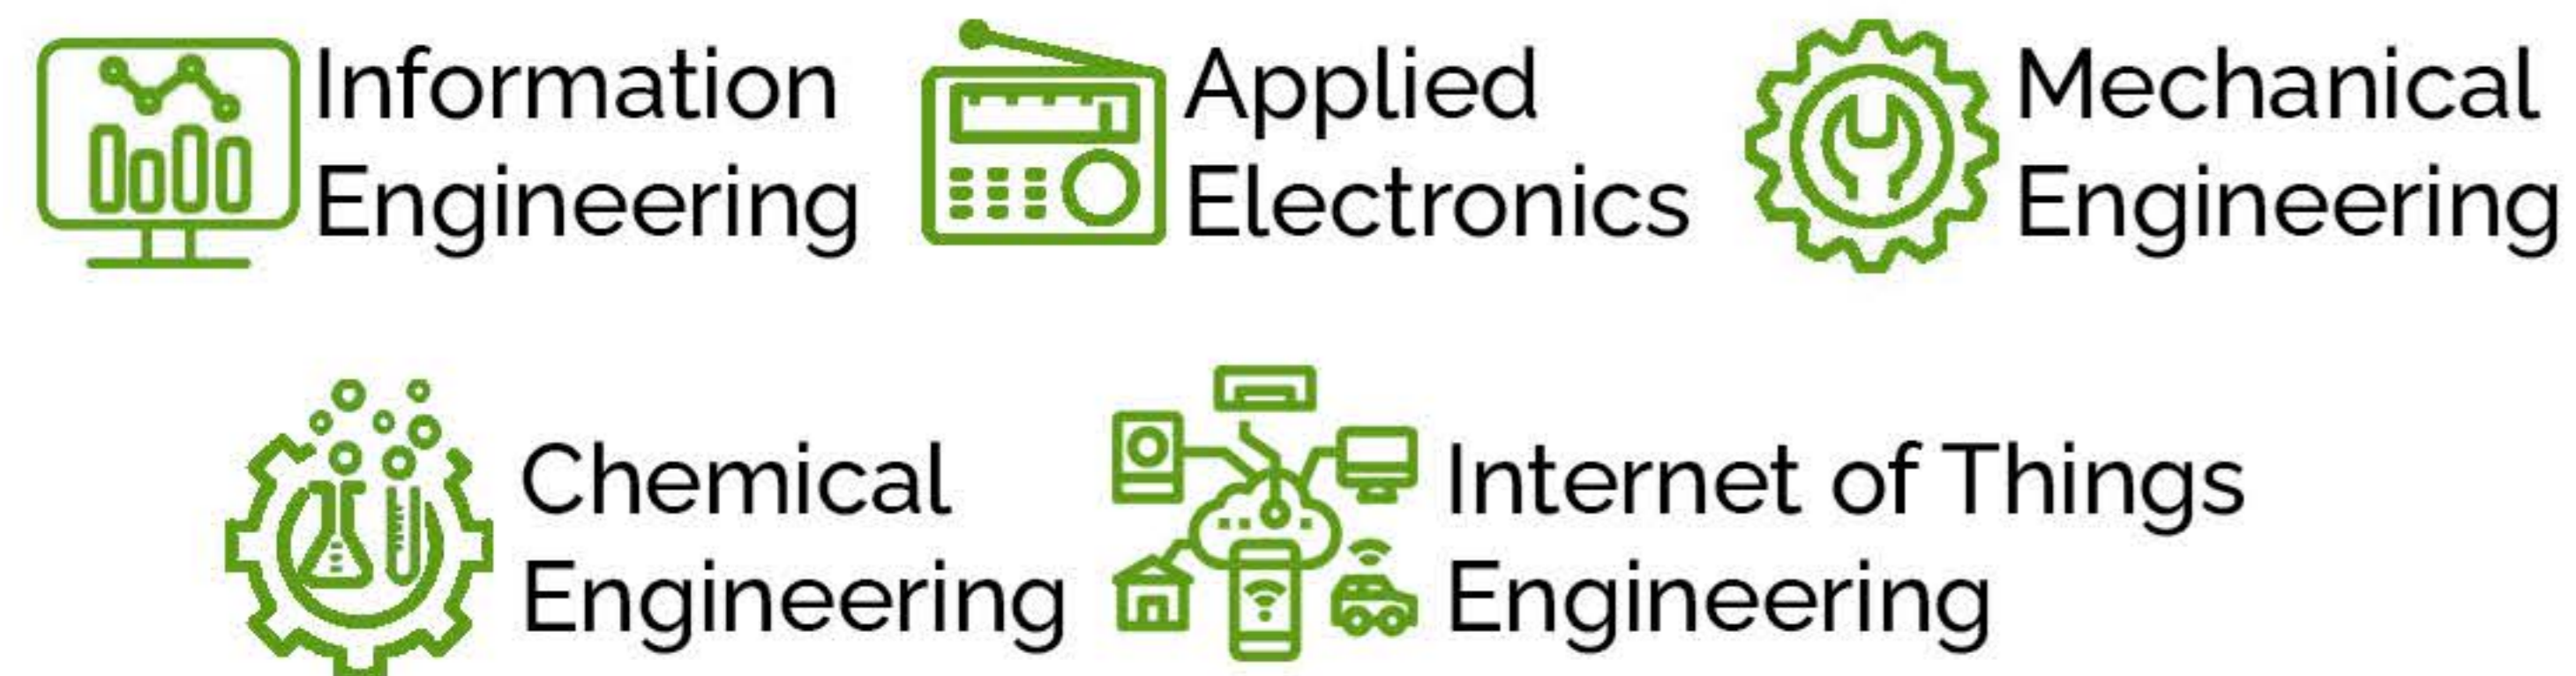 Information
Engineering
Applied
Electronics
Mechanical
Engineering
Chemical
Engineering
Internet of Things
Engineering